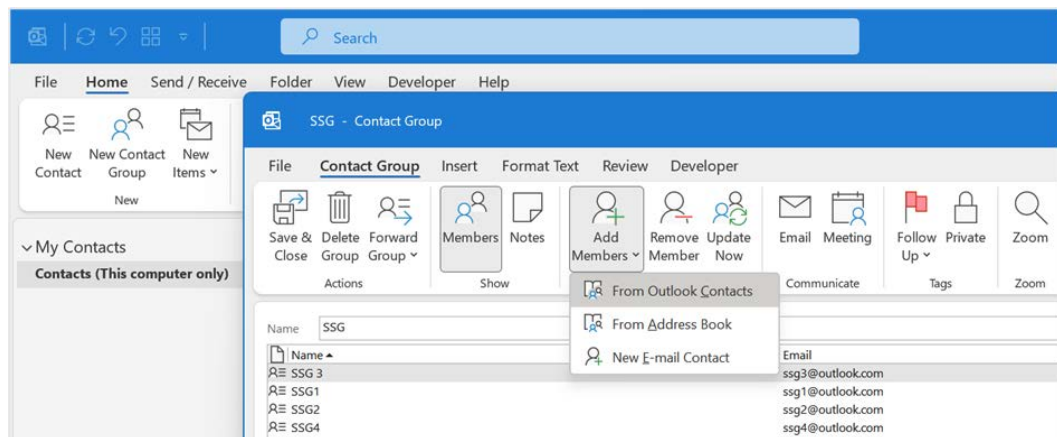 Search
File Home Send / Receive Folder View Developer Help
New Contact
New Contact Group
New Items
New
My Contacts
Contacts (This computer only)
SSG - Contact Group
File Contact Group Insert Format Text Review Developer
Save & Close
Delete Group
Forward Group
Actions
Members
Notes
Show
Add Members
Remove Member
Update Now
Email
Meeting
Communicate
Follow Up
Private
Tags
Zoom
Zoom
From Outlook Contacts
From Address Book
New E-mail Contact
Name SSG
Name Email
SSG 3 ssg3@outlook.com
SSG1 ssg1@outlook.com
SSG2 ssg2@outlook.com
SSG4 ssg4@outlook.com